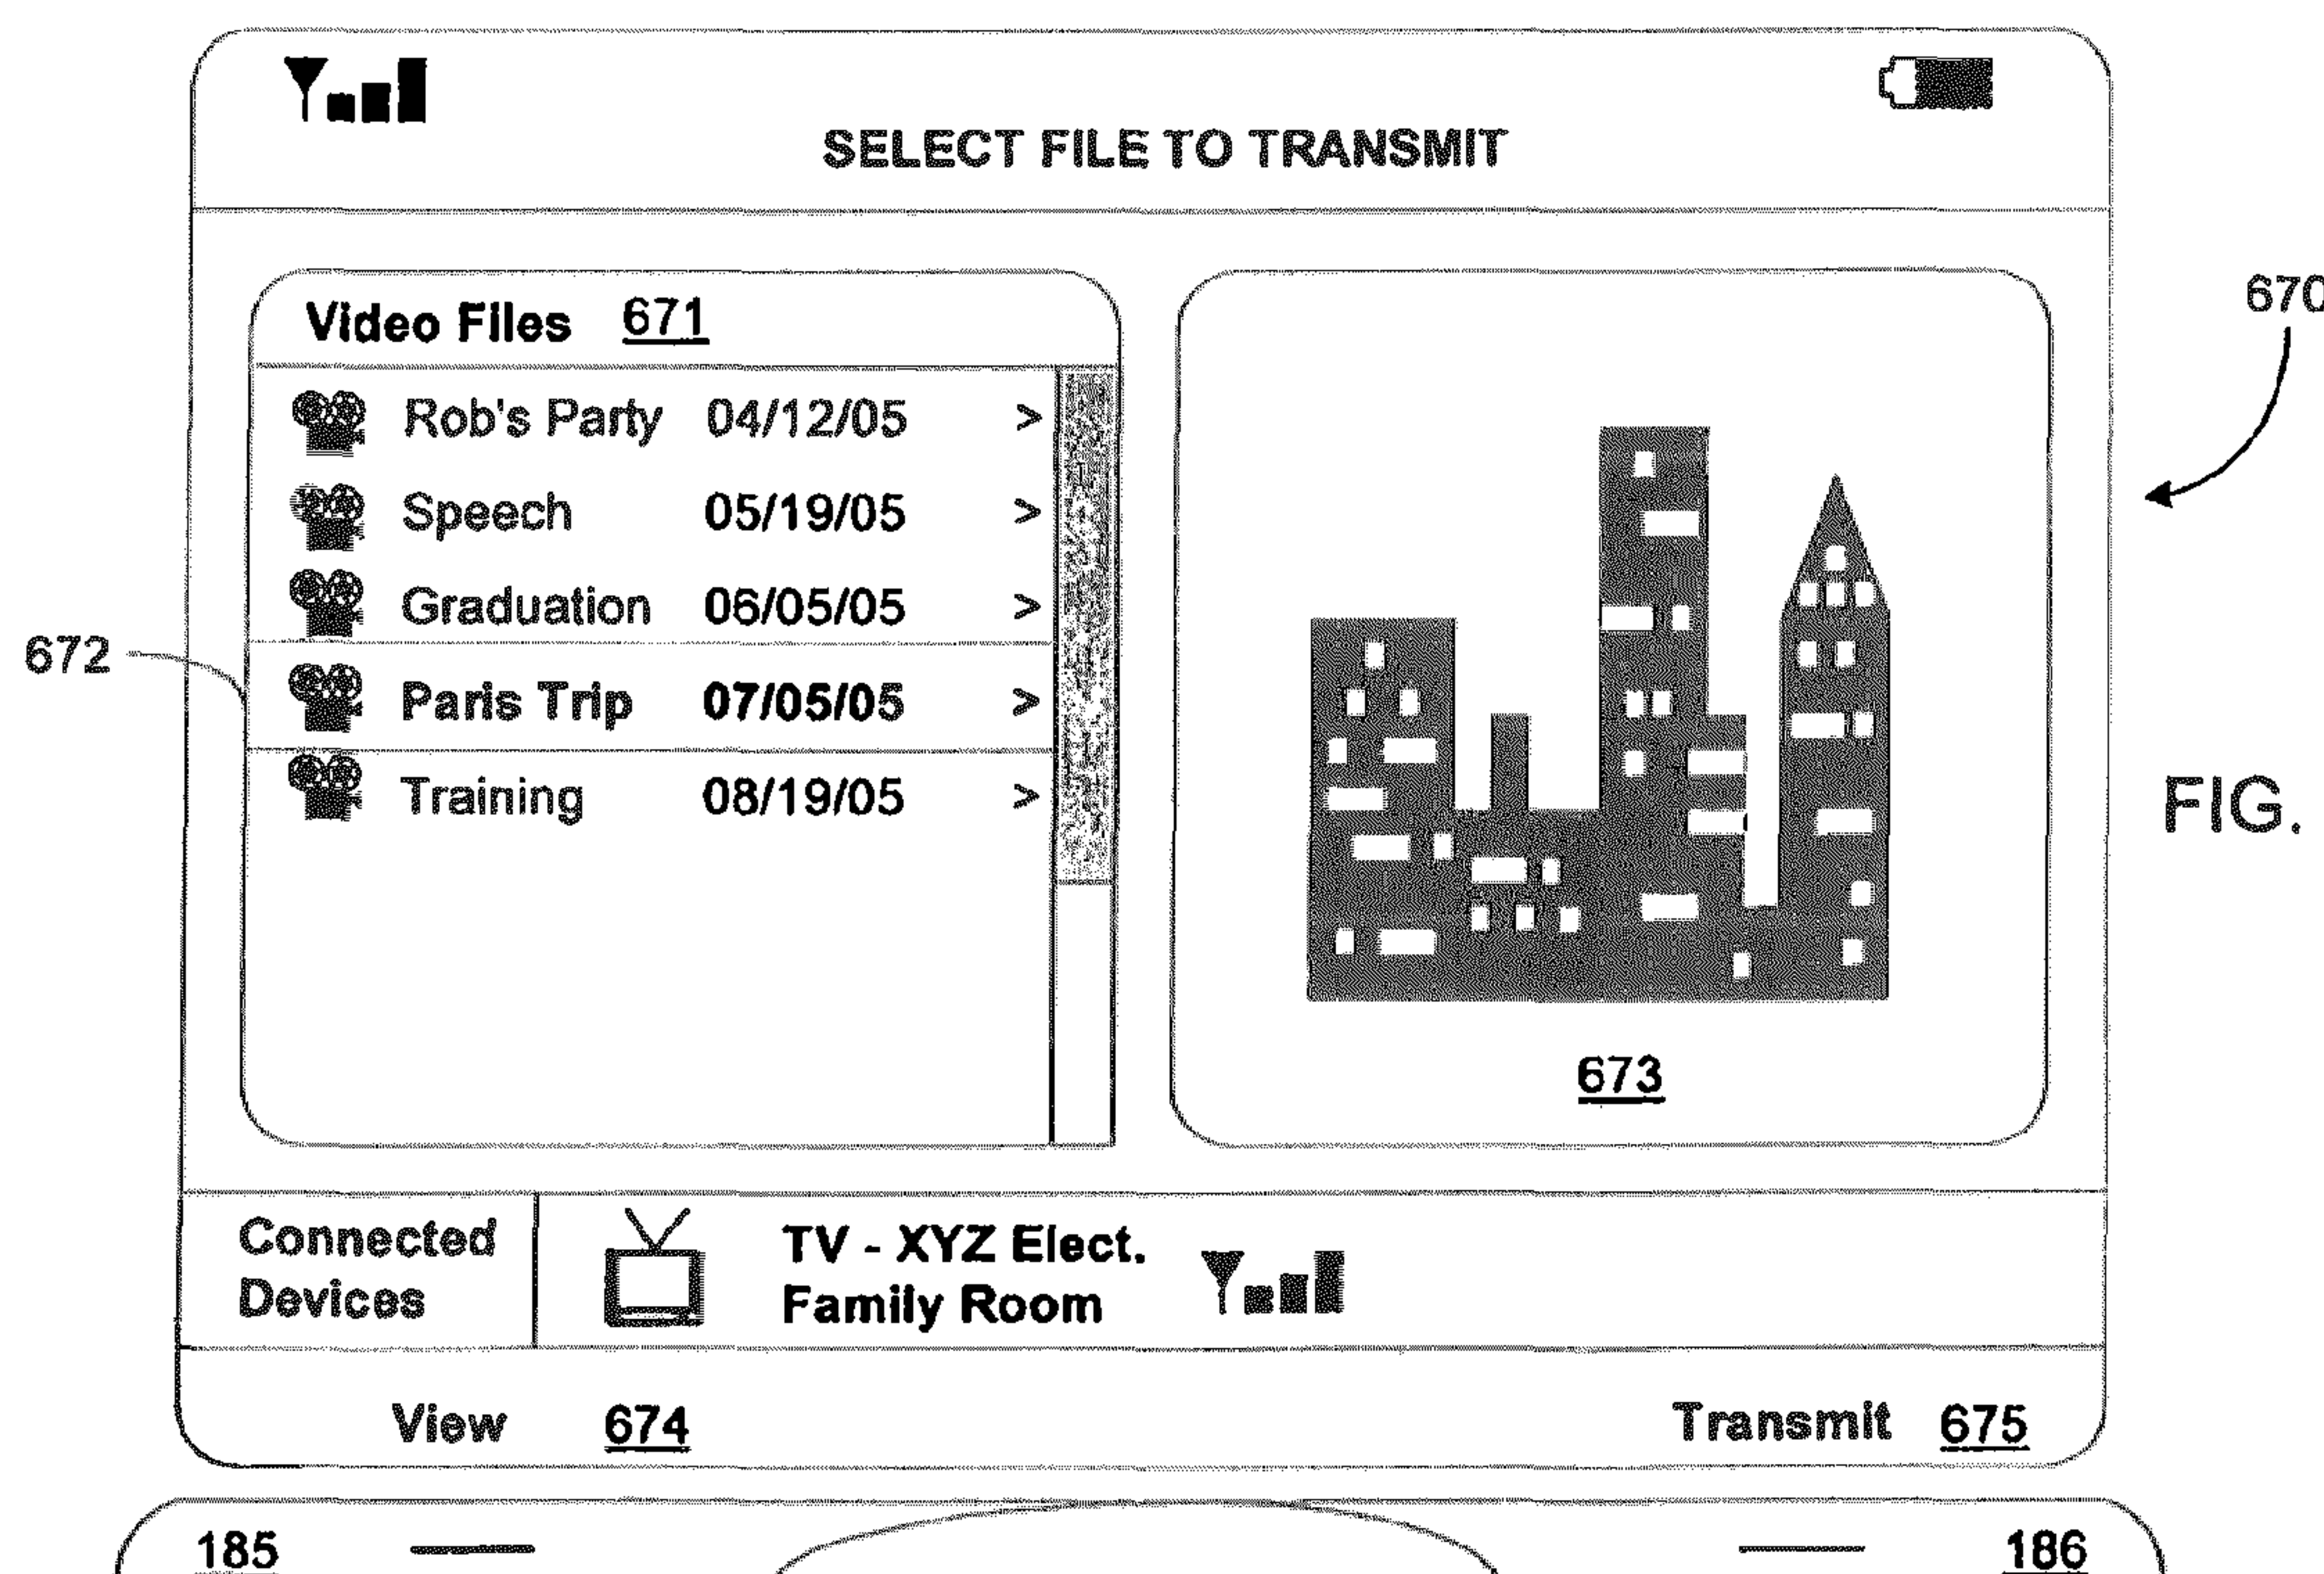 SELECT FILE TO TRANSMIT
670
Video Files 671
Rob's Party 04/12/05 >
Speech 05/19/05 >
Graduation 06/05/05 >
672
Paris Trip 07/05/05 >
Training 08/19/05 >
FIG.
673
Connected
Devices
TV - XYZ Elect.
Family Room
View 674
Transmit 675
185
186